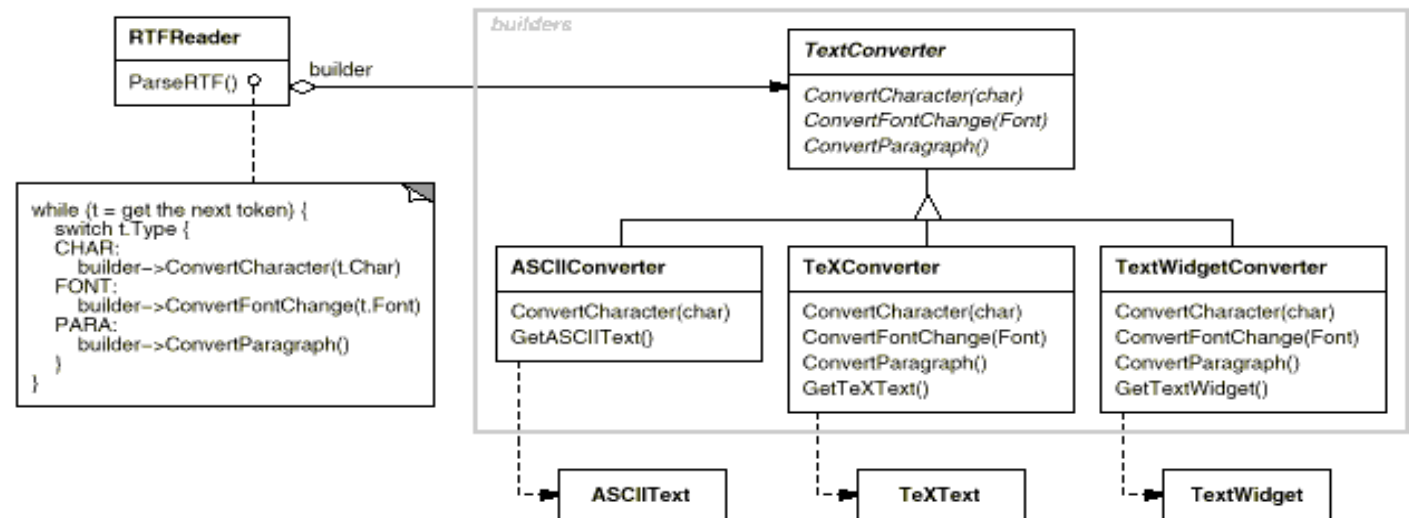 builders
RTFReader
ParseRTF()
builder
TextConverter
ConvertCharacter(char)
ConvertFontChange(Font)
ConvertParagraph()
while (t = get the next token) {
switch t.Type {
CHAR:
builder->ConvertCharacter(t.Char)
FONT:
builder->ConvertFontChange(t.Font)
PARA:
builder->ConvertParagraph()
}
}
ASCIIConverter
ConvertCharacter(char)
GetASCIIText()
TeXConverter
ConvertCharacter(char)
ConvertFontChange(Font)
ConvertParagraph()
GetTeXText()
TextWidgetConverter
ConvertCharacter(char)
ConvertFontChange(Font)
ConvertParagraph()
GetTextWidget()
ASCIIText
TeXText
TextWidget